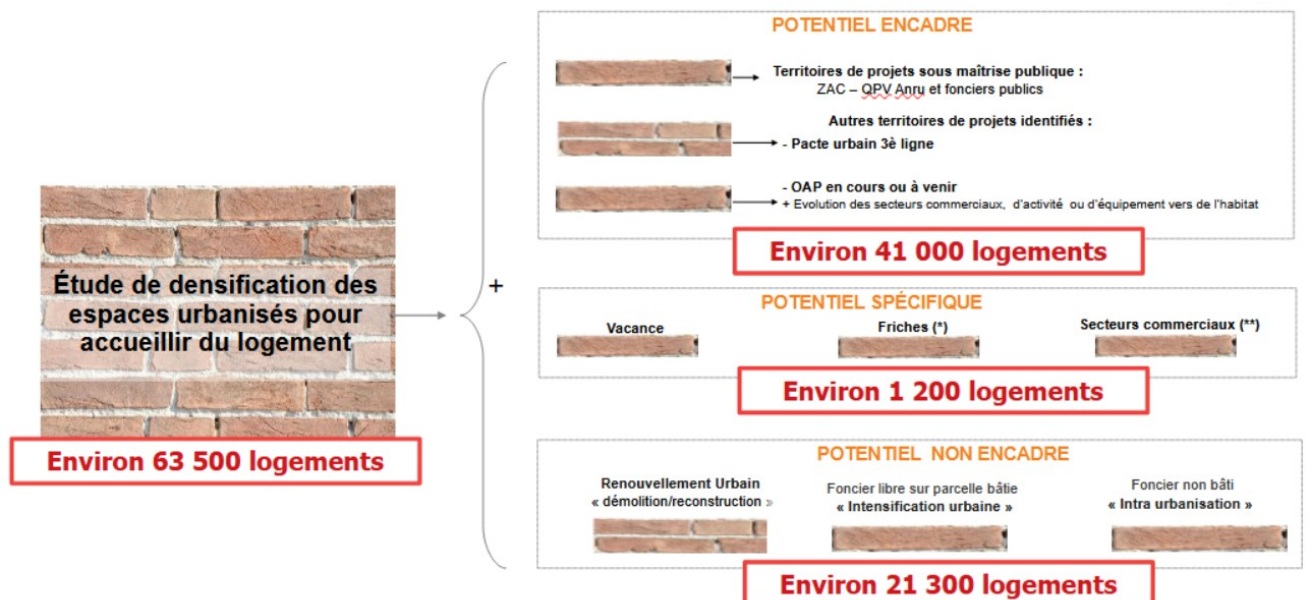 Étude de densification des
espaces urbanisés pour
accueillir du logement
Environ 63 500 logements
+
POTENTIEL ENCADRE
Territoires de projets sous maîtrise publique :
ZAC – QPV Anru et fonciers publics
Autres territoires de projets identifiés :
- Pacte urbain 3è ligne
- OAP en cours ou à venir
+ Evolution des secteurs commerciaux, d'activité ou d'équipement vers de l'habitat
Environ 41 000 logements
POTENTIEL SPÉCIFIQUE
Vacance
Friches (*)
Secteurs commerciaux (**)
Environ 1 200 logements
POTENTIEL NON ENCADRE
Renouvellement Urbain
« démolition/reconstruction »
Foncier libre sur parcelle bâtie
« Intensification urbaine »
Foncier non bâti
« Intra urbanisation »
Environ 21 300 logements